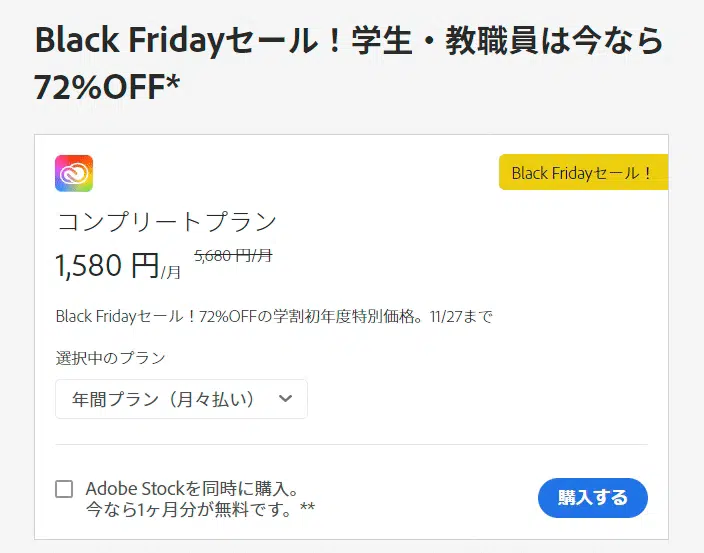 Black Fridayセール！学生・教職員は今なら
72%OFF*
Black Fridayセール！
コンプリートプラン
1,580 円/月 5,680 円/月
Black Fridayセール！72%OFFの学割初年度特別価格。11/27まで
選択中のプラン
年間プラン（月々払い）
Adobe Stockを同時に購入。
今なら1ヶ月分が無料です。**
購入する